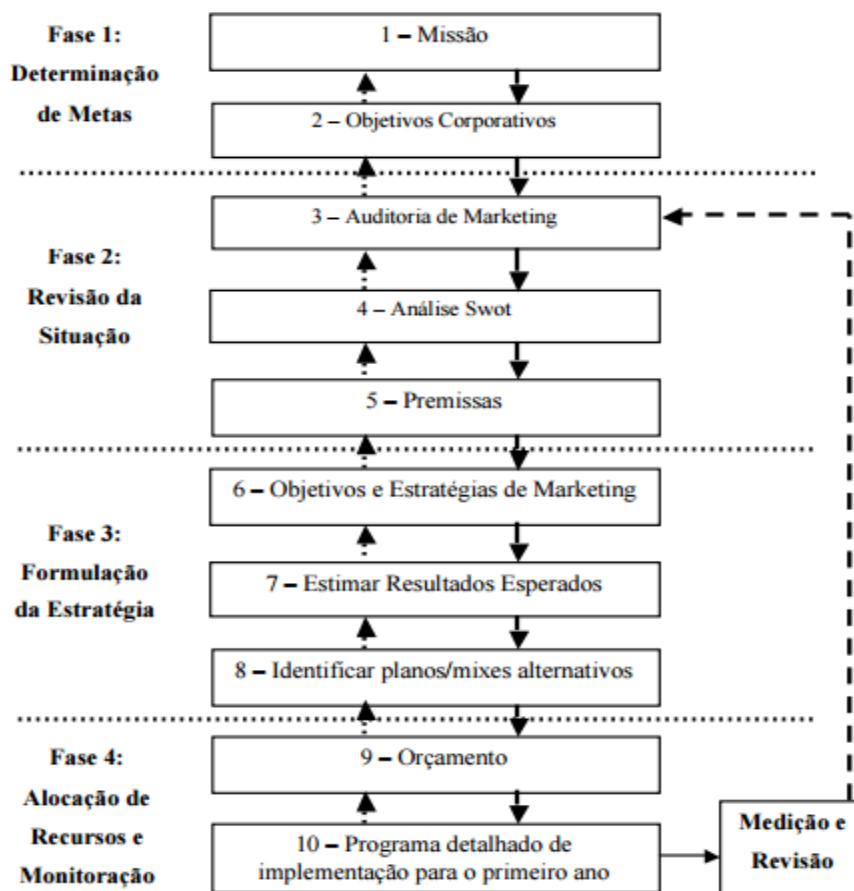 Fase 1:
Determinação
de Metas
1 – Missão
2 – Objetivos Corporativos
Fase 2:
Revisão da
Situação
3 – Auditoria de Marketing
4 – Análise Swot
5 – Premissas
Fase 3:
Formulação
da Estratégia
6 – Objetivos e Estratégias de Marketing
7 – Estimar Resultados Esperados
8 – Identificar planos/mixes alternativos
Fase 4:
Alocação de
Recursos e
Monitoração
9 – Orçamento
10 – Programa detalhado de
implementação para o primeiro ano
Medição e
Revisão